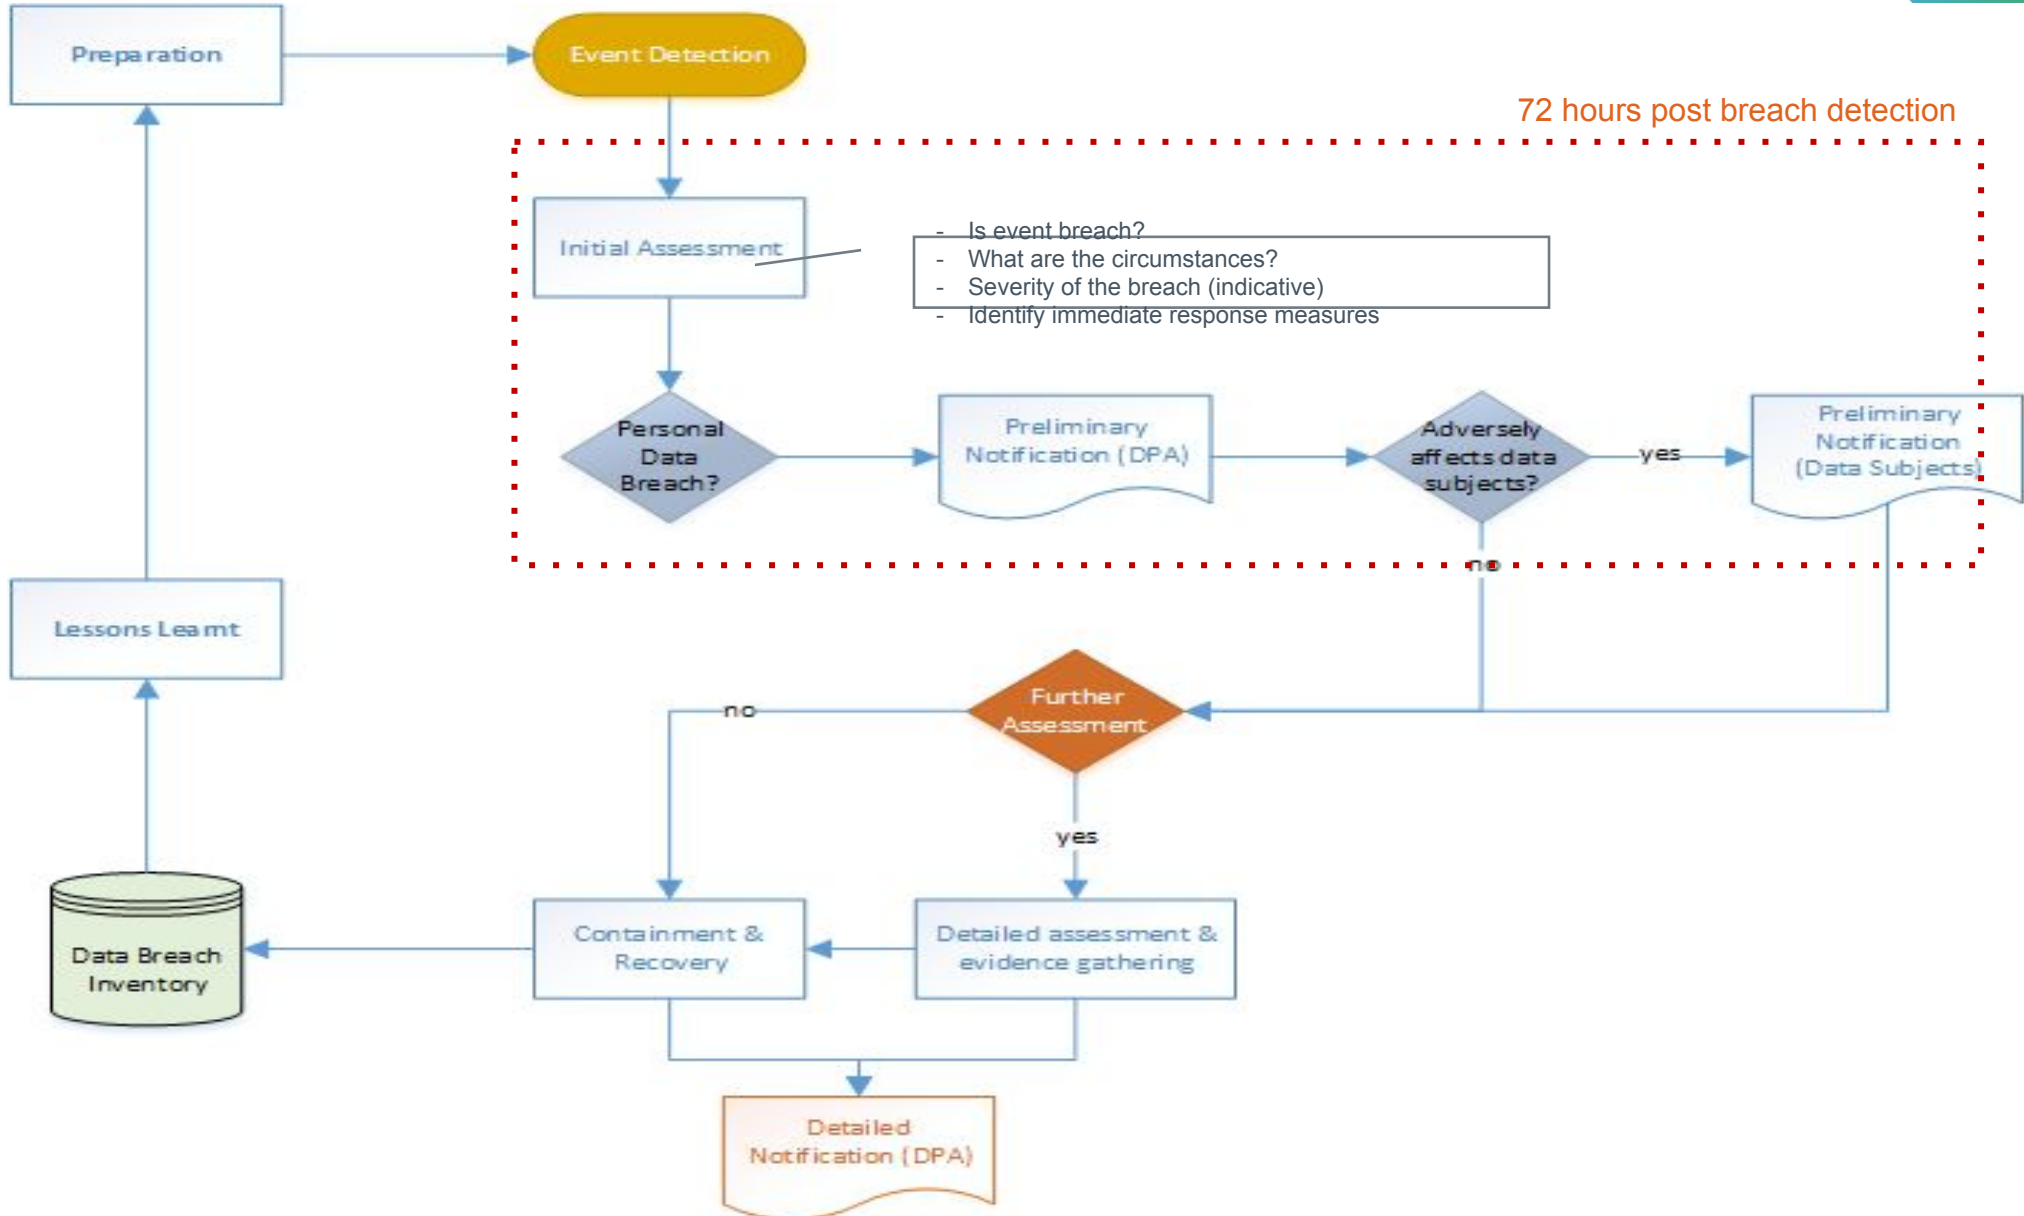 Preparation
Event Detection
72 hours post breach detection
Initial Assessment
- Is event breach?
- What are the circumstances?
- Severity of the breach (indicative)
- Identify immediate response measures
Personal
Data
Breach?
Preliminary
Notification (DPA)
Adversely
affects data
subjects?
yes
Preliminary
Notification
(Data Subjects)
no
Lessons Learnt
Further
Assessment
no
yes
Data Breach
Inventory
Containment &
Recovery
Detailed assessment &
evidence gathering
Detailed
Notification (DPA)